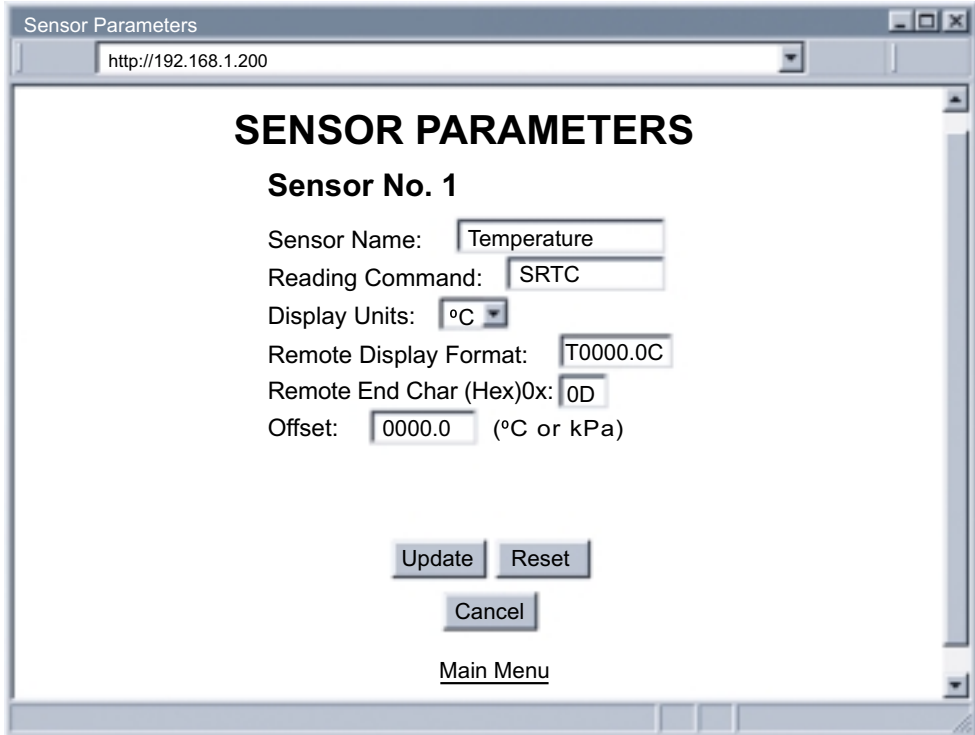 Sensor Parameters
http://192.168.1.200
SENSOR PARAMETERS
Sensor No. 1
Sensor Name: Temperature
Reading Command: SRTC
Display Units: ºC
Remote Display Format: T0000.0C
Remote End Char (Hex)0x: 0D
Offset: 0000.0 (ºC or kPa)
Update Reset
Cancel
Main Menu